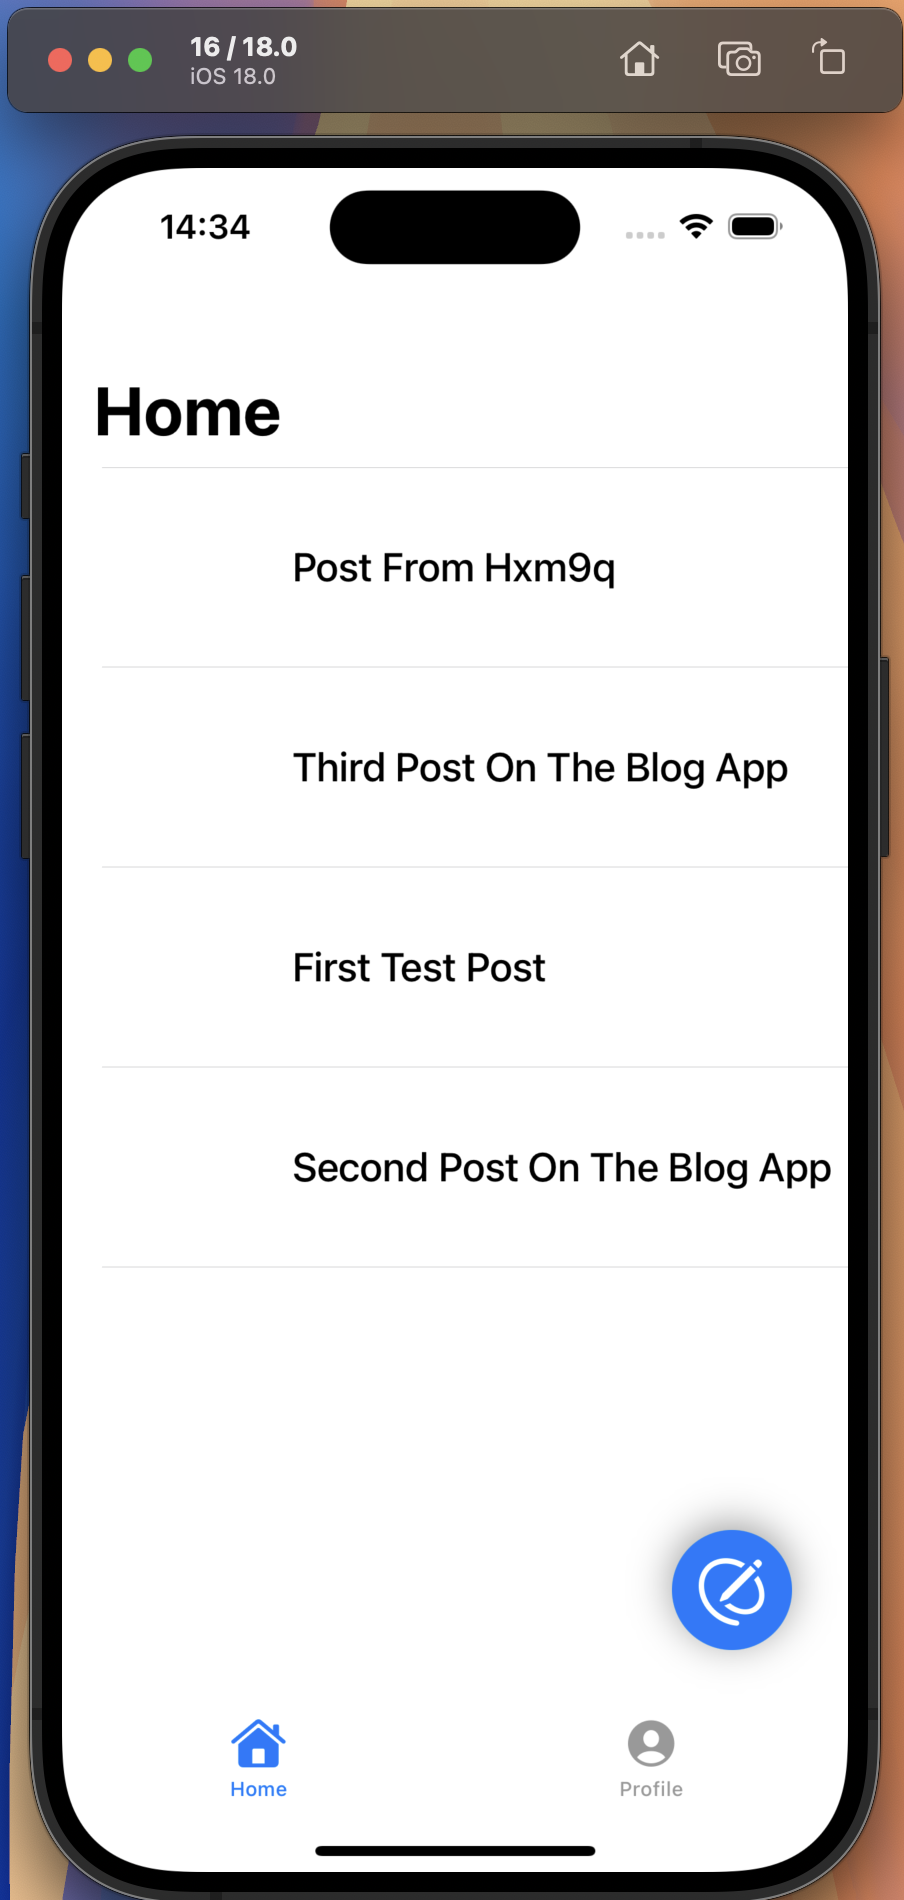 16 / 18.0
iOS 18.0
14:34
Home
Post From Hxm9q
Third Post On The Blog App
First Test Post
Second Post On The Blog App
Home
Profile